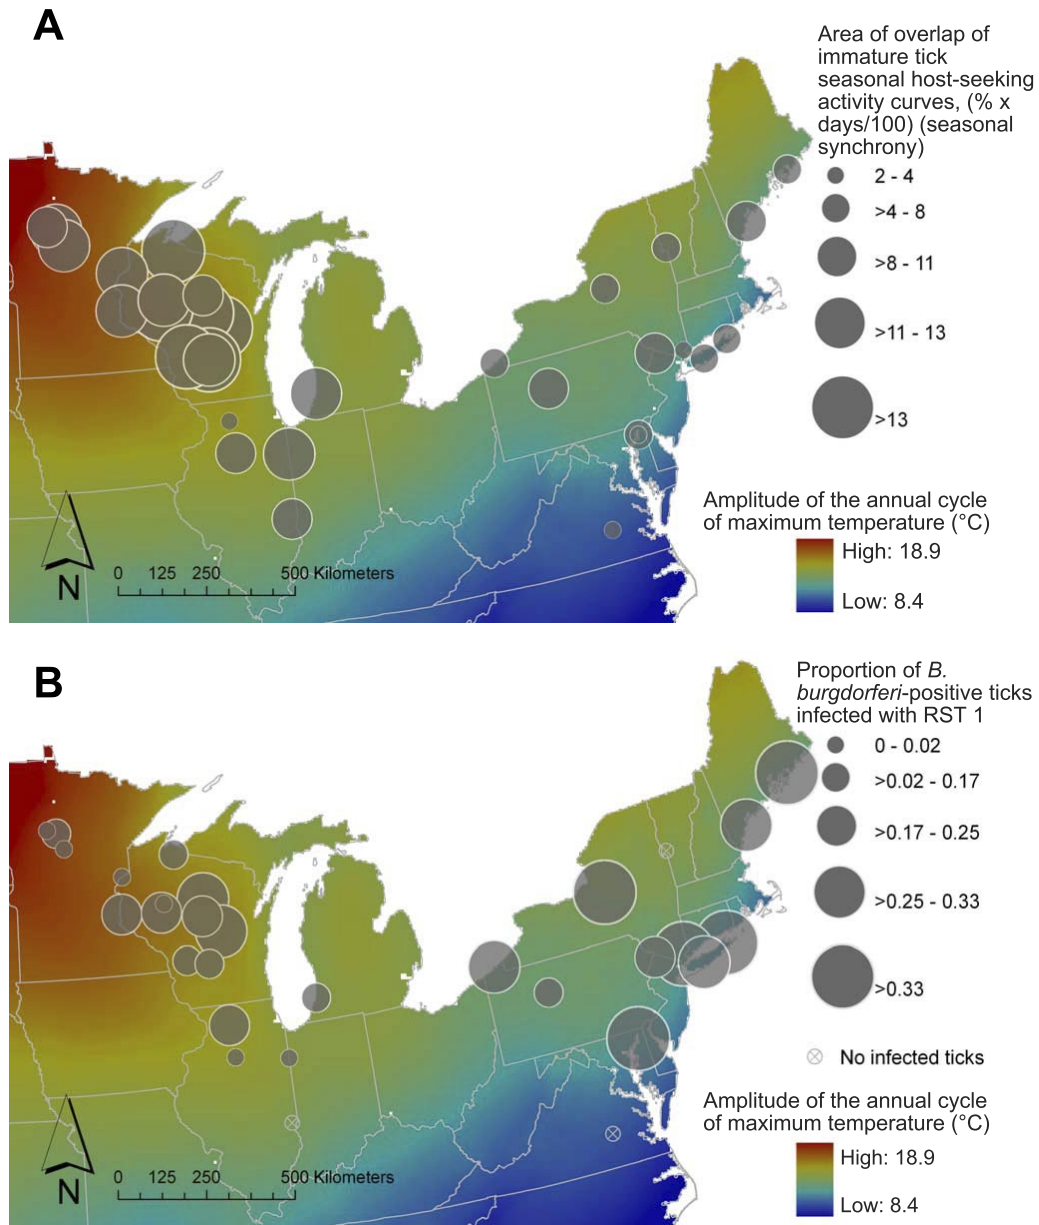 A
Area of overlap of
immature tick
seasonal host-seeking
activity curves, (% x
days/100) (seasonal
synchrony)
2 - 4
>4 - 8
>8 - 11
>11 - 13
>13
Amplitude of the annual cycle
of maximum temperature (°C)
High: 18.9
Low: 8.4
N
0 125 250 500 Kilometers
B
Proportion of B.
burgdorferi-positive ticks
infected with RST 1
0 - 0.02
>0.02 - 0.17
>0.17 - 0.25
>0.25 - 0.33
>0.33
No infected ticks
Amplitude of the annual cycle
of maximum temperature (°C)
High: 18.9
Low: 8.4
N
0 125 250 500 Kilometers